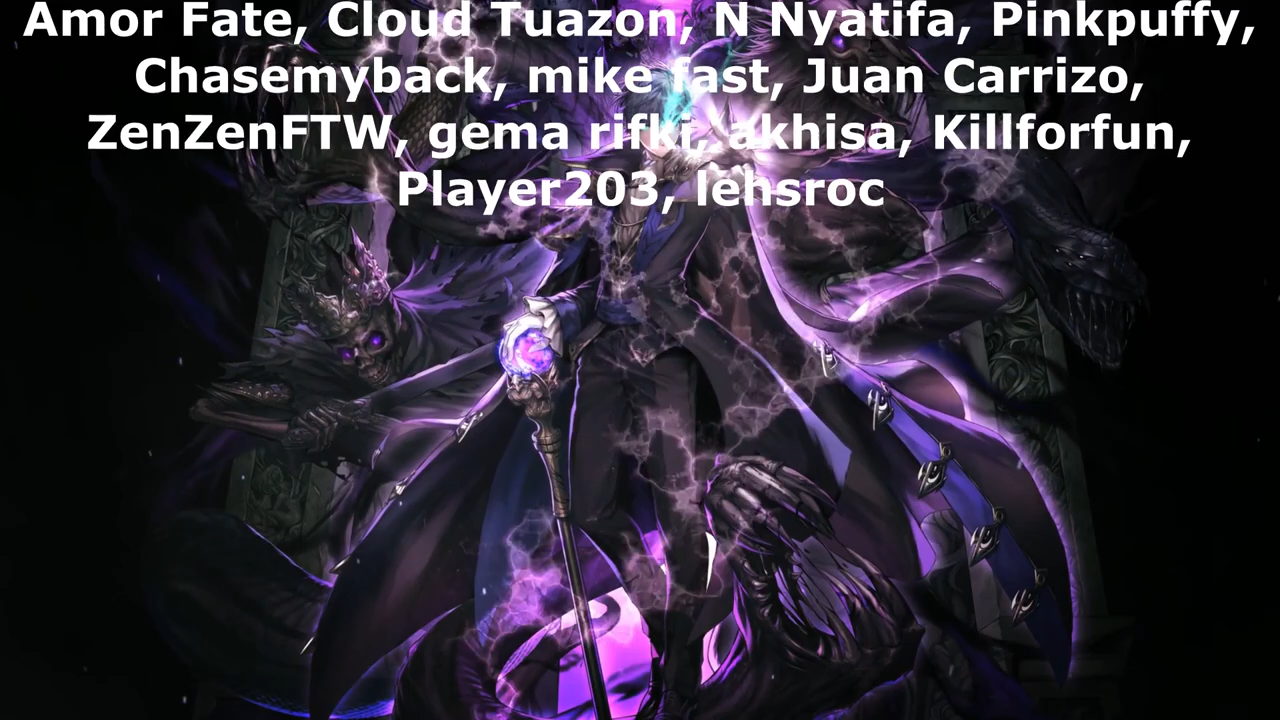 Amor Fate, Cloud Tuazon, N Nyatifa, Pinkpuffy,
Chasemyback, mike fast, Juan Carrizo,
ZenZenFTW, gema rifki, akhisa, Killforfun,
Player203, lehsroc